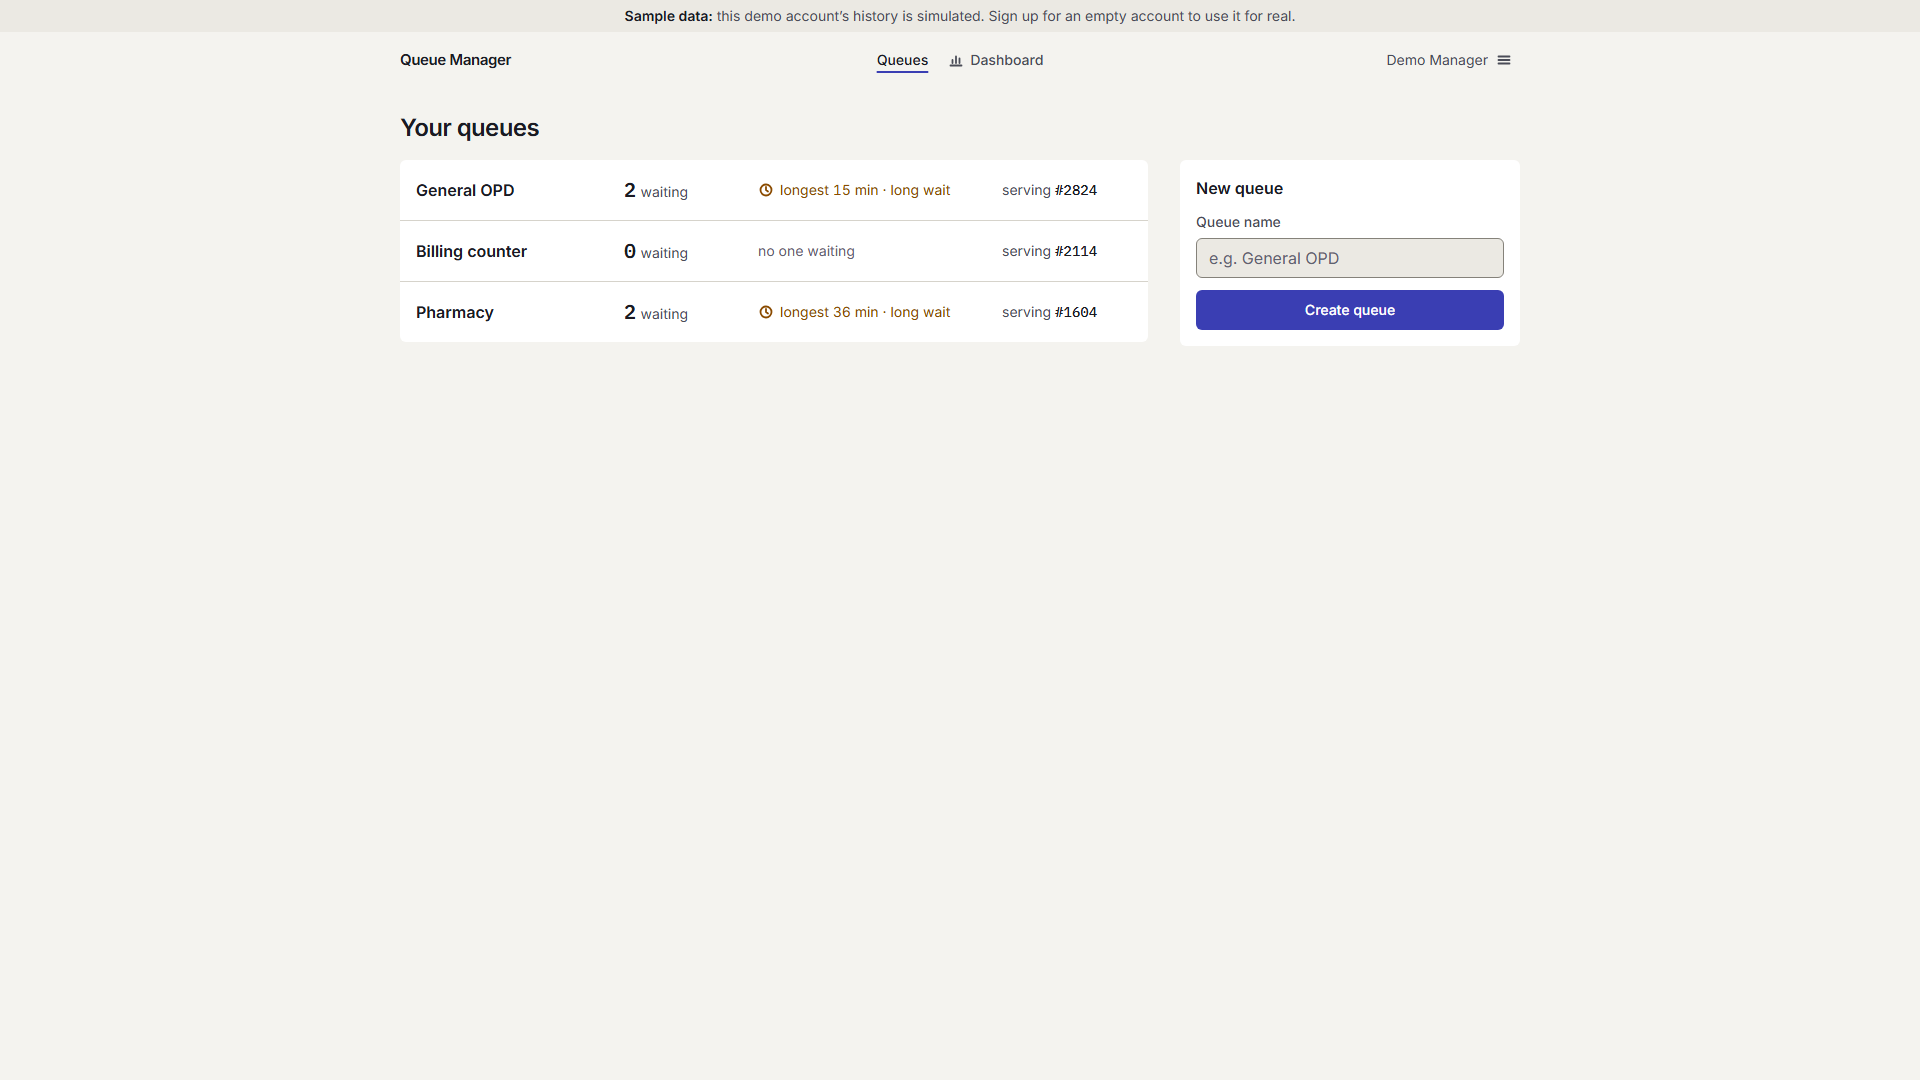 Sample data: this demo account’s history is simulated. Sign up for an empty account to use it for real.
Queue Manager
Queues
Dashboard
Demo Manager
Your queues
General OPD
2 waiting
longest 15 min · long wait
serving #2824
Billing counter
0 waiting
no one waiting
serving #2114
Pharmacy
2 waiting
longest 36 min · long wait
serving #1604
New queue
Queue name
e.g. General OPD
Create queue